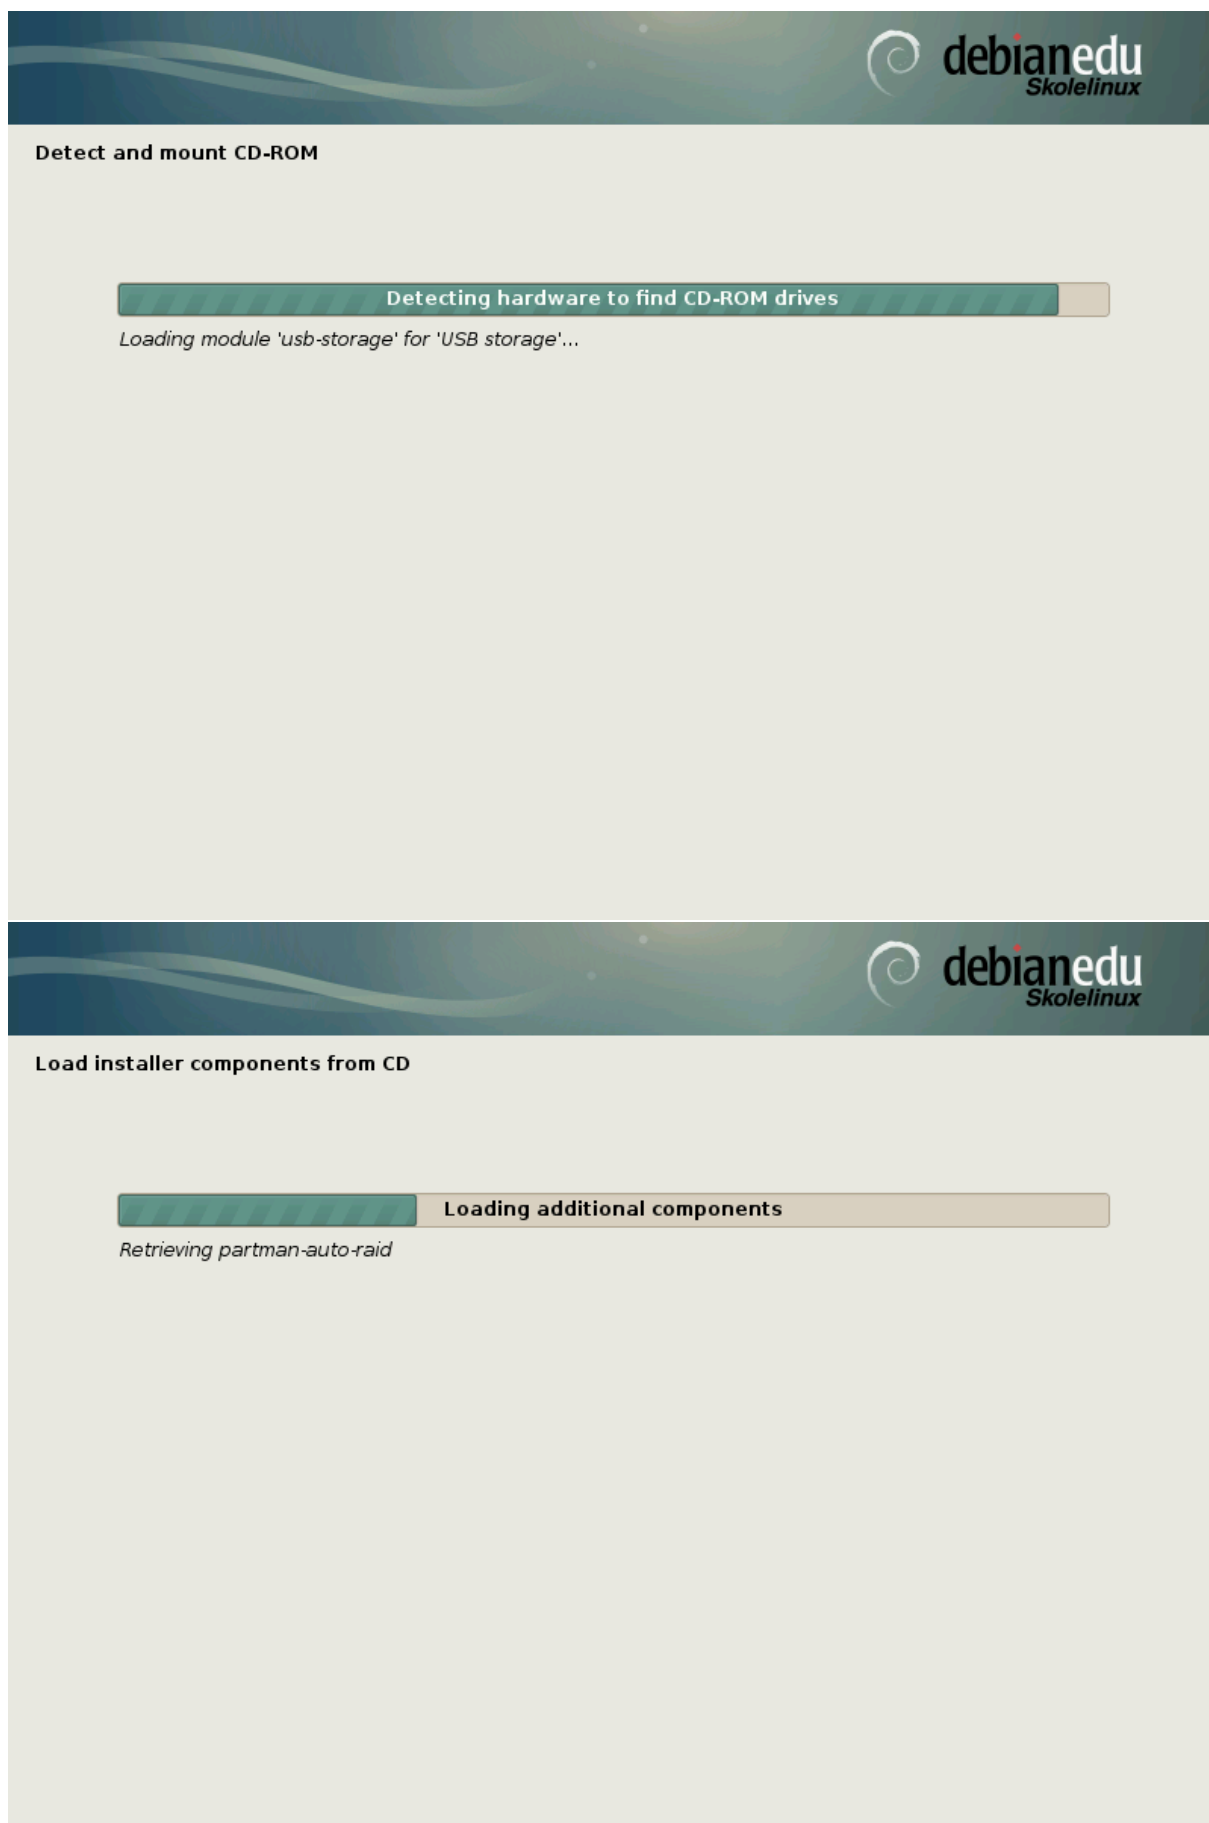 debianedu
Skolelinux
Detect and mount CD-ROM
Detecting hardware to find CD-ROM drives
Loading module 'usb-storage' for 'USB storage'...
debianedu
Skolelinux
Load installer components from CD
Loading additional components
Retrieving partman-auto-raid